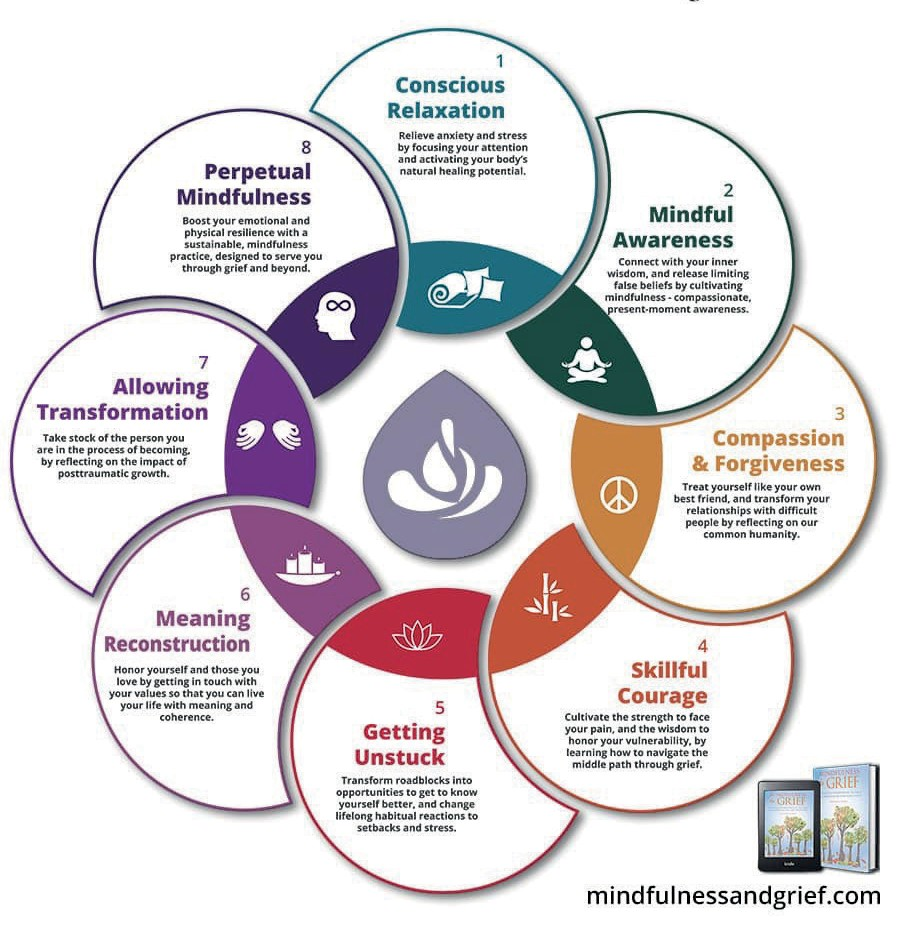 1
Conscious
Relaxation
Relieve anxiety and stress
by focusing your attention
and activating your body's
natural healing potential.
2
Mindful
Awareness
Connect with your inner
wisdom, and release limiting
false beliefs by cultivating
mindfulness - compassionate,
present-moment awareness.
3
Compassion
& Forgiveness
Treat yourself like your own
best friend, and transform your
relationships with difficult
people by reflecting on our
common humanity.
4
Skillful
Courage
Cultivate the strength to face
your pain, and the wisdom to
honor your vulnerability, by
learning how to navigate the
middle path through grief.
5
Getting
Unstuck
Transform roadblocks into
opportunities to get to know
yourself better, and change
lifelong habitual reactions to
setbacks and stress.
6
Meaning
Reconstruction
Honor yourself and those you
love by getting in touch with
your values so that you can live
your life with meaning and
coherence.
7
Allowing
Transformation
Take stock of the person you
are in the process of becoming,
by reflecting on the impact of
posttraumatic growth.
8
Perpetual
Mindfulness
Boost your emotional and
physical resilience with a
sustainable, mindfulness
practice, designed to serve you
through grief and beyond.
GRIEF
GRIEF
kindle
mindfulnessandgrief.com